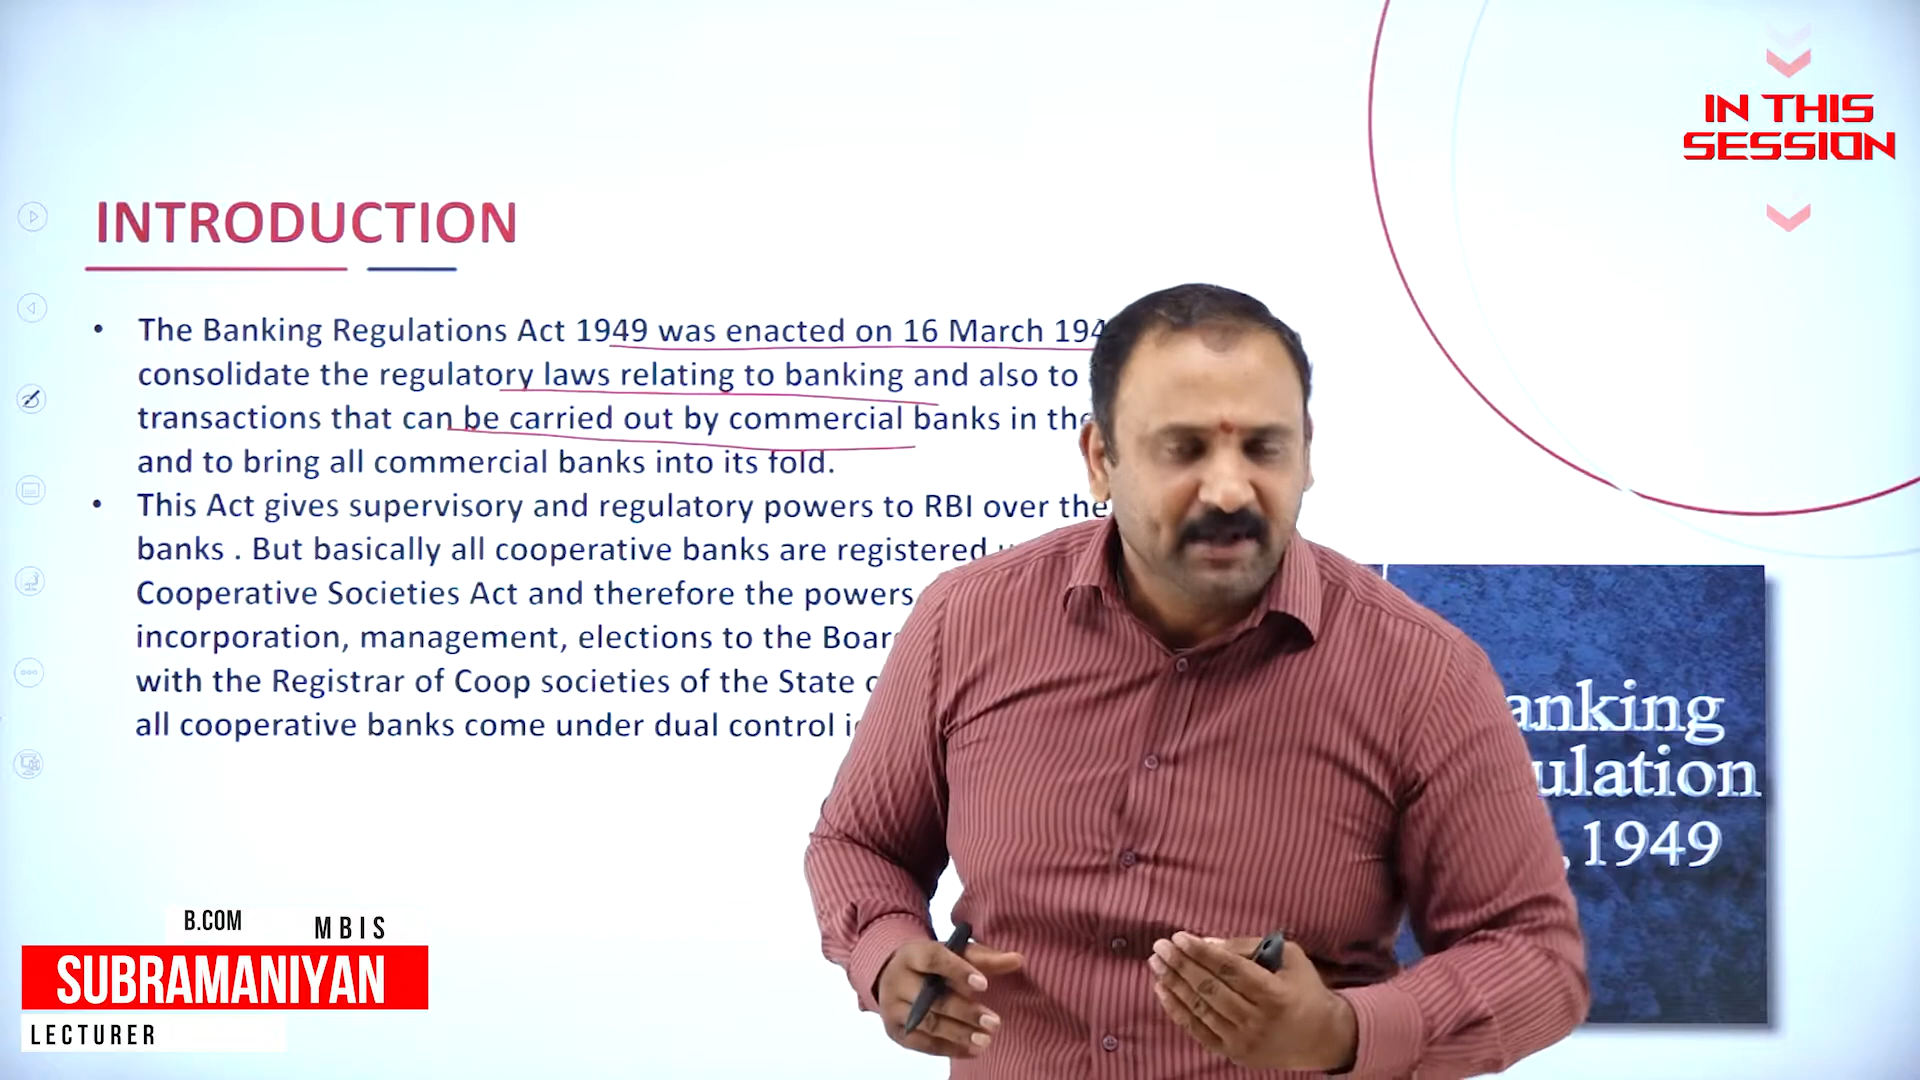 IN THIS
SESSION
INTRODUCTION
• The Banking Regulations Act 1949 was enacted on 16 March 194
consolidate the regulatory laws relating to banking and also to
transactions that can be carried out by commercial banks in the
and to bring all commercial banks into its fold.
• This Act gives supervisory and regulatory powers to RBI over the
banks . But basically all cooperative banks are registered
Cooperative Societies Act and therefore the powers
incorporation, management, elections to the Boar
with the Registrar of Coop societies of the State
all cooperative banks come under dual control
anking
ulation
,1949
B.COM MBIS
SUBRAMANIYAN
LECTURER